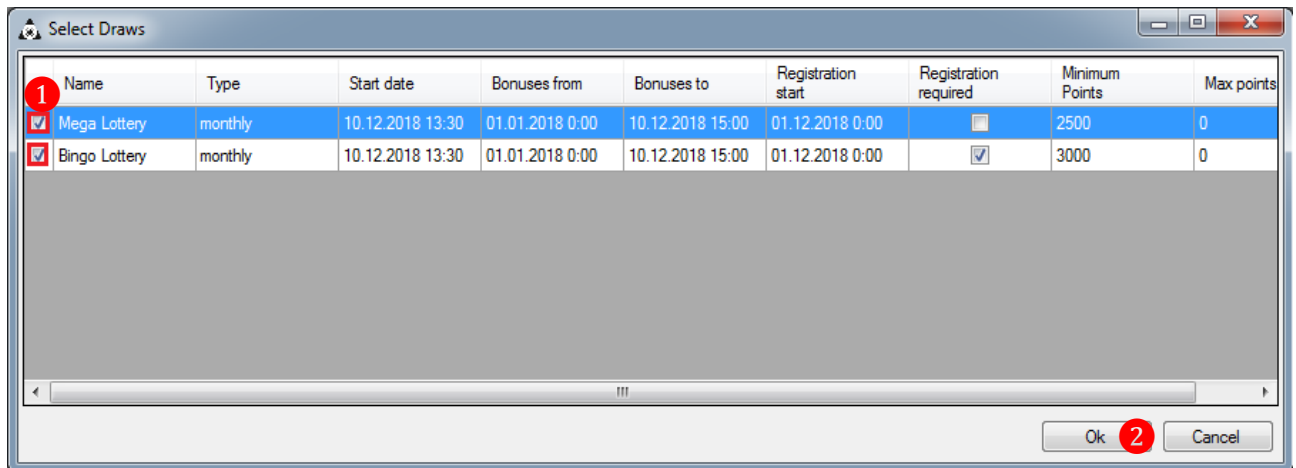 Select Draws
Name Type Start date Bonuses from Bonuses to Registration start Registration required Minimum Points Max points
1
Mega Lottery monthly 10.12.2018 13:30 01.01.2018 0:00 10.12.2018 15:00 01.12.2018 0:00 2500 0
Bingo Lottery monthly 10.12.2018 13:30 01.01.2018 0:00 10.12.2018 15:00 01.12.2018 0:00 3000 0
Ok 2 Cancel